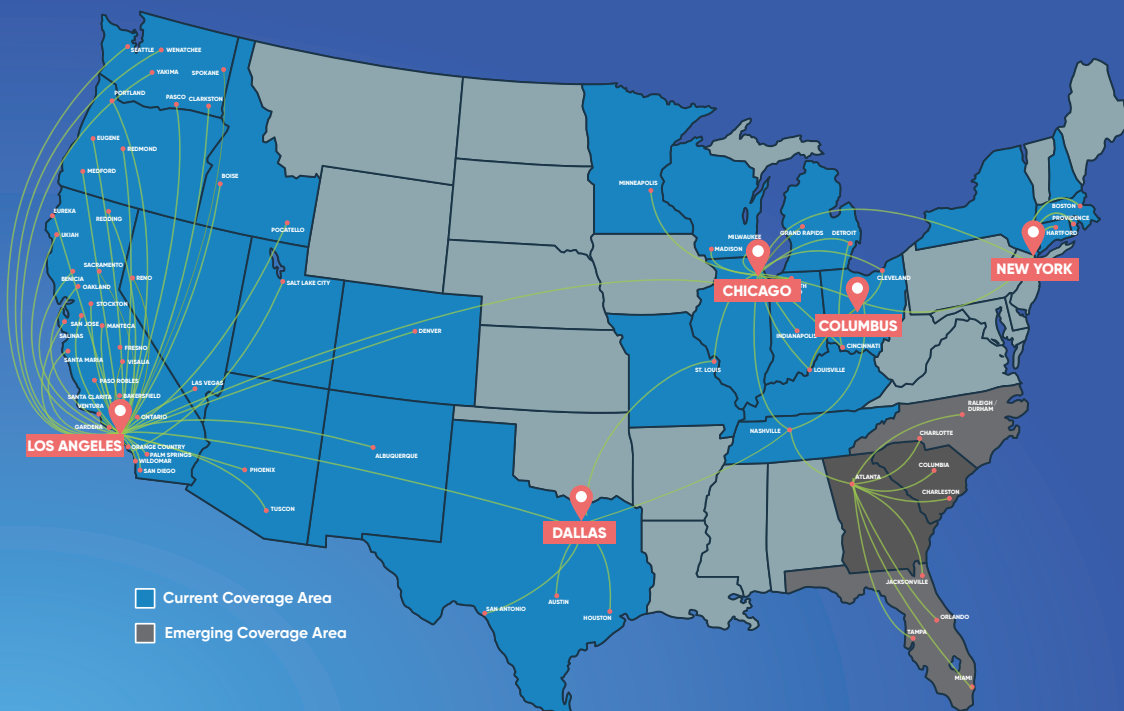 SEATTLE
WENATCHEE
YAKIMA
SPOKANE
PORTLAND
PASCO
CLARKSTON
EUGENE
REDMOND
MEDFORD
BOISE
EUREKA
REDDING
POCATELLO
UKIAH
SACRAMENTO
BENICIA
RENO
OAKLAND
SALT LAKE CITY
STOCKTON
SAN JOSE
MANTECA
SALINAS
FRESNO
SANTA MARIA
VISALIA
DENVER
PASO ROBLES
LAS VEGAS
SANTA CLARITA
BAKERSFIELD
VENTURA
ONTARIO
GARDENA
LOS ANGELES
ORANGE COUNTRY
PALM SPRINGS
WILDOMAR
SAN DIEGO
PHOENIX
TUSCON
ALBUQUERQUE
MINNEAPOLIS
MADISON
MILWAUKEE
GRAND RAPIDS
DETROIT
CLEVELAND
CHICAGO
COLUMBUS
INDIANAPOLIS
CINCINNATI
ST. LOUIS
LOUISVILLE
NASHVILLE
BOSTON
PROVIDENCE
HARTFORD
NEW YORK
RALEIGH /
DURHAM
CHARLOTTE
COLUMBIA
ATLANTA
CHARLESTON
DALLAS
JACKSONVILLE
AUSTIN
SAN ANTONIO
HOUSTON
ORLANDO
TAMPA
MIAMI
Current Coverage Area
Emerging Coverage Area